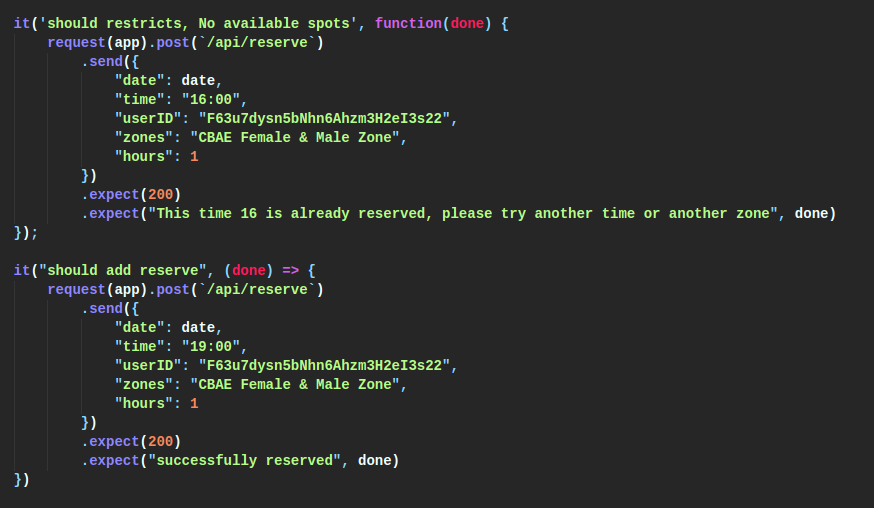 it('should restricts, No available spots', function(done) {
request(app).post(`/api/reserve`)
.send({
"date": date,
"time": "16:00",
"userID": "F63u7dysn5bNhn6Ahzm3H2eI3s22",
"zones": "CBAE Female & Male Zone",
"hours": 1
})
.expect(200)
.expect("This time 16 is already reserved, please try another time or another zone", done)
});
it("should add reserve", (done) => {
request(app).post(`/api/reserve`)
.send({
"date": date,
"time": "19:00",
"userID": "F63u7dysn5bNhn6Ahzm3H2eI3s22",
"zones": "CBAE Female & Male Zone",
"hours": 1
})
.expect(200)
.expect("successfully reserved", done)
})